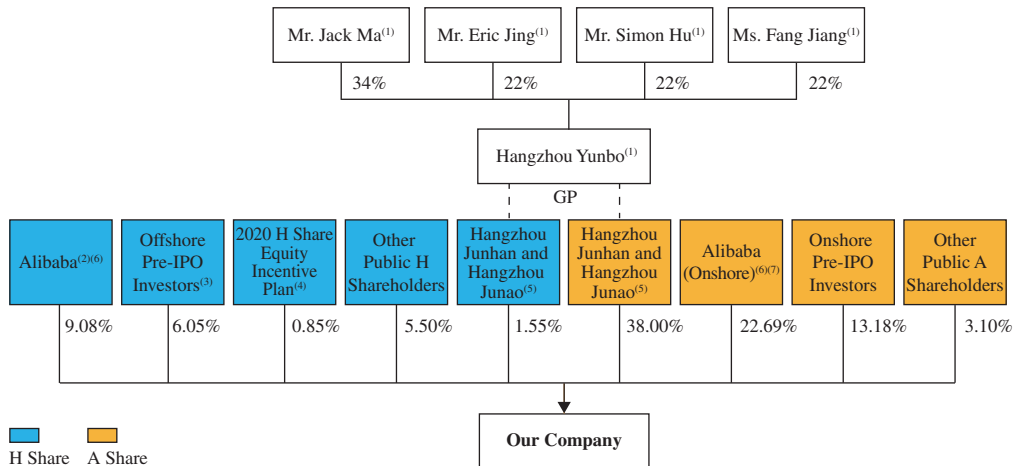 Mr. Jack Ma(1)
Mr. Eric Jing(1)
Mr. Simon Hu(1)
Ms. Fang Jiang(1)
34%
22%
22%
22%
Hangzhou Yunbo(1)
GP
Alibaba(2)(6)
Offshore
Pre-IPO
Investors(3)
2020 H Share
Equity
Incentive
Plan(4)
Other
Public H
Shareholders
Hangzhou
Junhan and
Hangzhou
Junao(5)
Hangzhou
Junhan and
Hangzhou
Junao(5)
Alibaba
(Onshore)(6)(7)
Onshore
Pre-IPO
Investors
Other
Public A
Shareholders
9.08%
6.05%
0.85%
5.50%
1.55%
38.00%
22.69%
13.18%
3.10%
Our Company
H Share
A Share